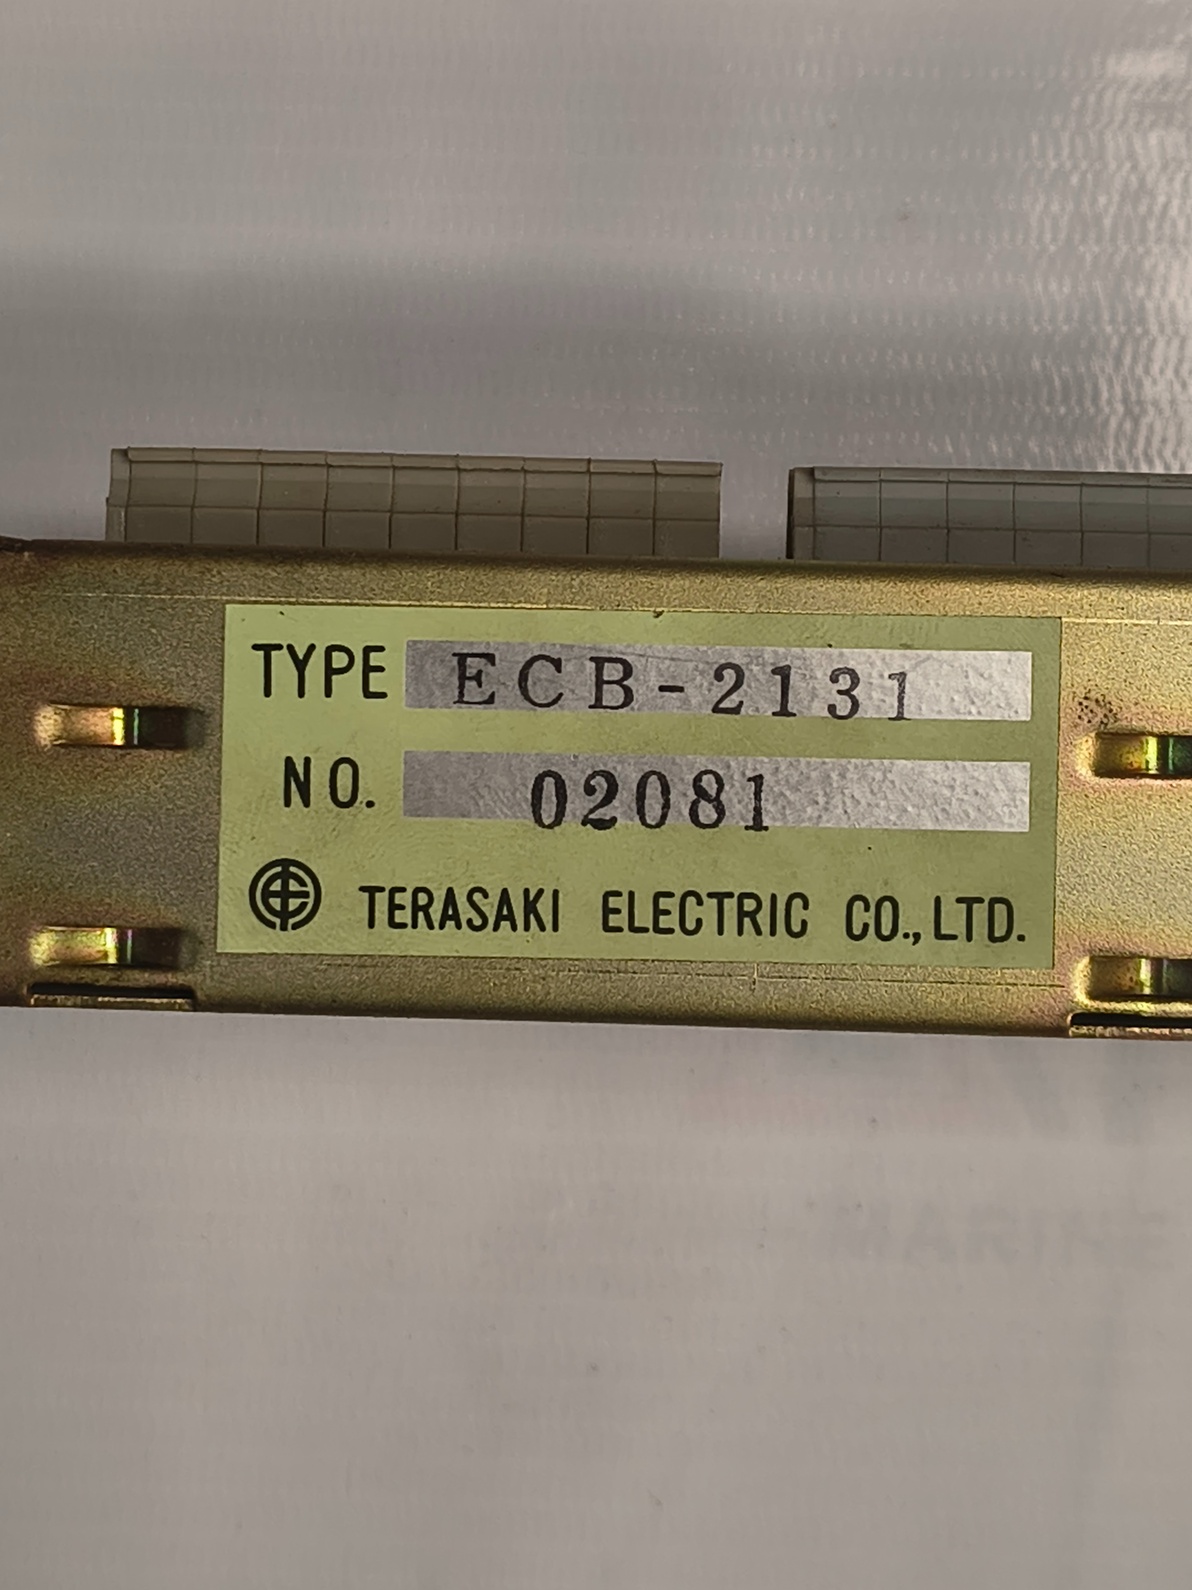 TYPE ECB-2131
NO. 02081
TERASAKI ELECTRIC CO., LTD.